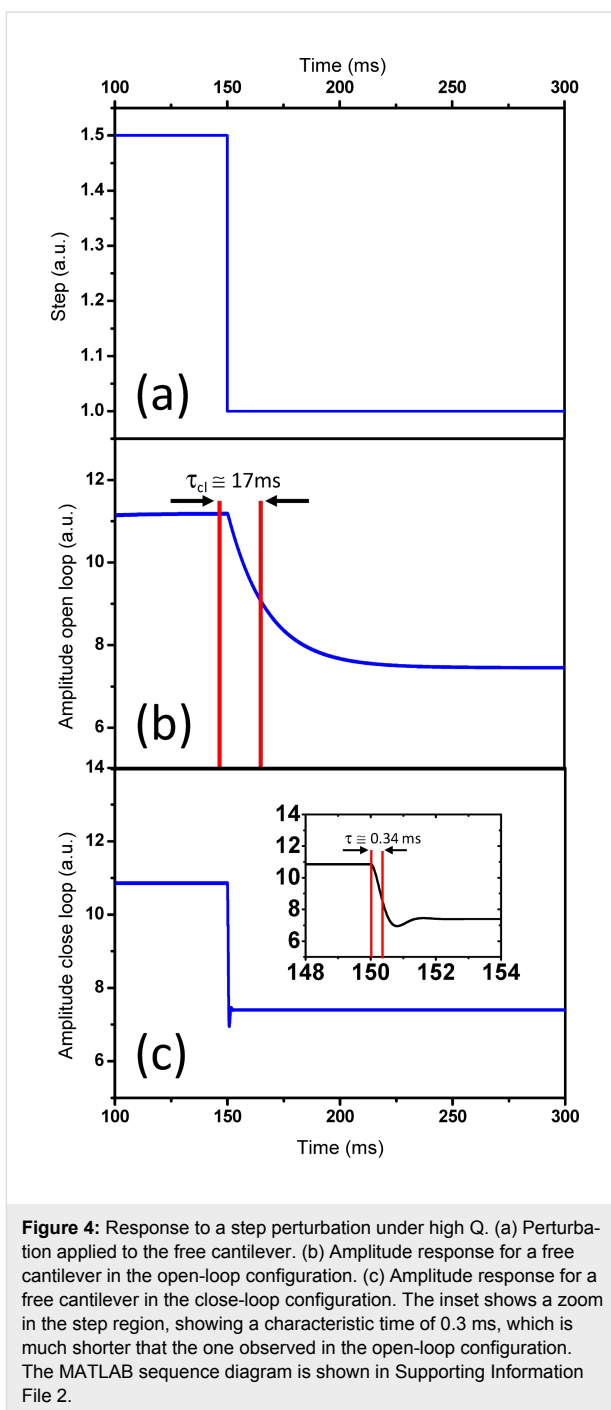 Time (ms)
100 150 200 250 300
Step (a.u.)
1.5
1.4
1.3
1.2
1.1
1.0
(a)
Amplitude open loop (a.u.)
12
10
8
6
τcl ≅ 17ms
(b)
Amplitude close loop (a.u.)
14
12
10
8
6
14
12
10
8
6
τ ≅ 0.34 ms
148 150 152 154
(c)
100 150 200 250 300
Time (ms)
Figure 4: Response to a step perturbation under high Q. (a) Perturba-
tion applied to the free cantilever. (b) Amplitude response for a free
cantilever in the open-loop configuration. (c) Amplitude response for a
free cantilever in the close-loop configuration. The inset shows a zoom
in the step region, showing a characteristic time of 0.3 ms, which is
much shorter that the one observed in the open-loop configuration.
The MATLAB sequence diagram is shown in Supporting Information
File 2.